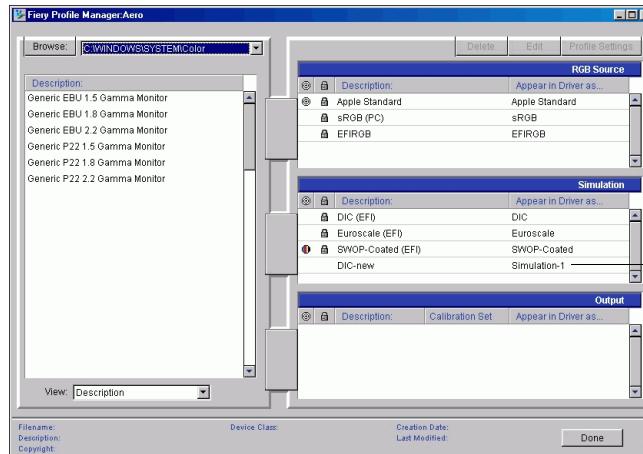 Fiery Profile Manager:Aero
Browse: C:\WINDOWS\SYSTEM\Color
Description:
Generic EBU 1.5 Gamma Monitor
Generic EBU 1.8 Gamma Monitor
Generic EBU 2.2 Gamma Monitor
Generic P22 1.5 Gamma Monitor
Generic P22 1.8 Gamma Monitor
Generic P22 2.2 Gamma Monitor
View: Description
Delete Edit Profile Settings
RGB Source
Description: Appear in Driver as...
Apple Standard Apple Standard
sRGB (PC) sRGB
EFIRGB EFIRGB
Simulation
Description: Appear in Driver as...
DIC (EFI) DIC
Euroscale (EFI) Euroscale
SWOP-Coated (EFI) SWOP-Coated
DIC-new Simulation-1
Output
Description: Calibration Set Appear in Driver as...
Filename: Device Class: Creation Date:
Description: Last Modified:
Copyright:
Done